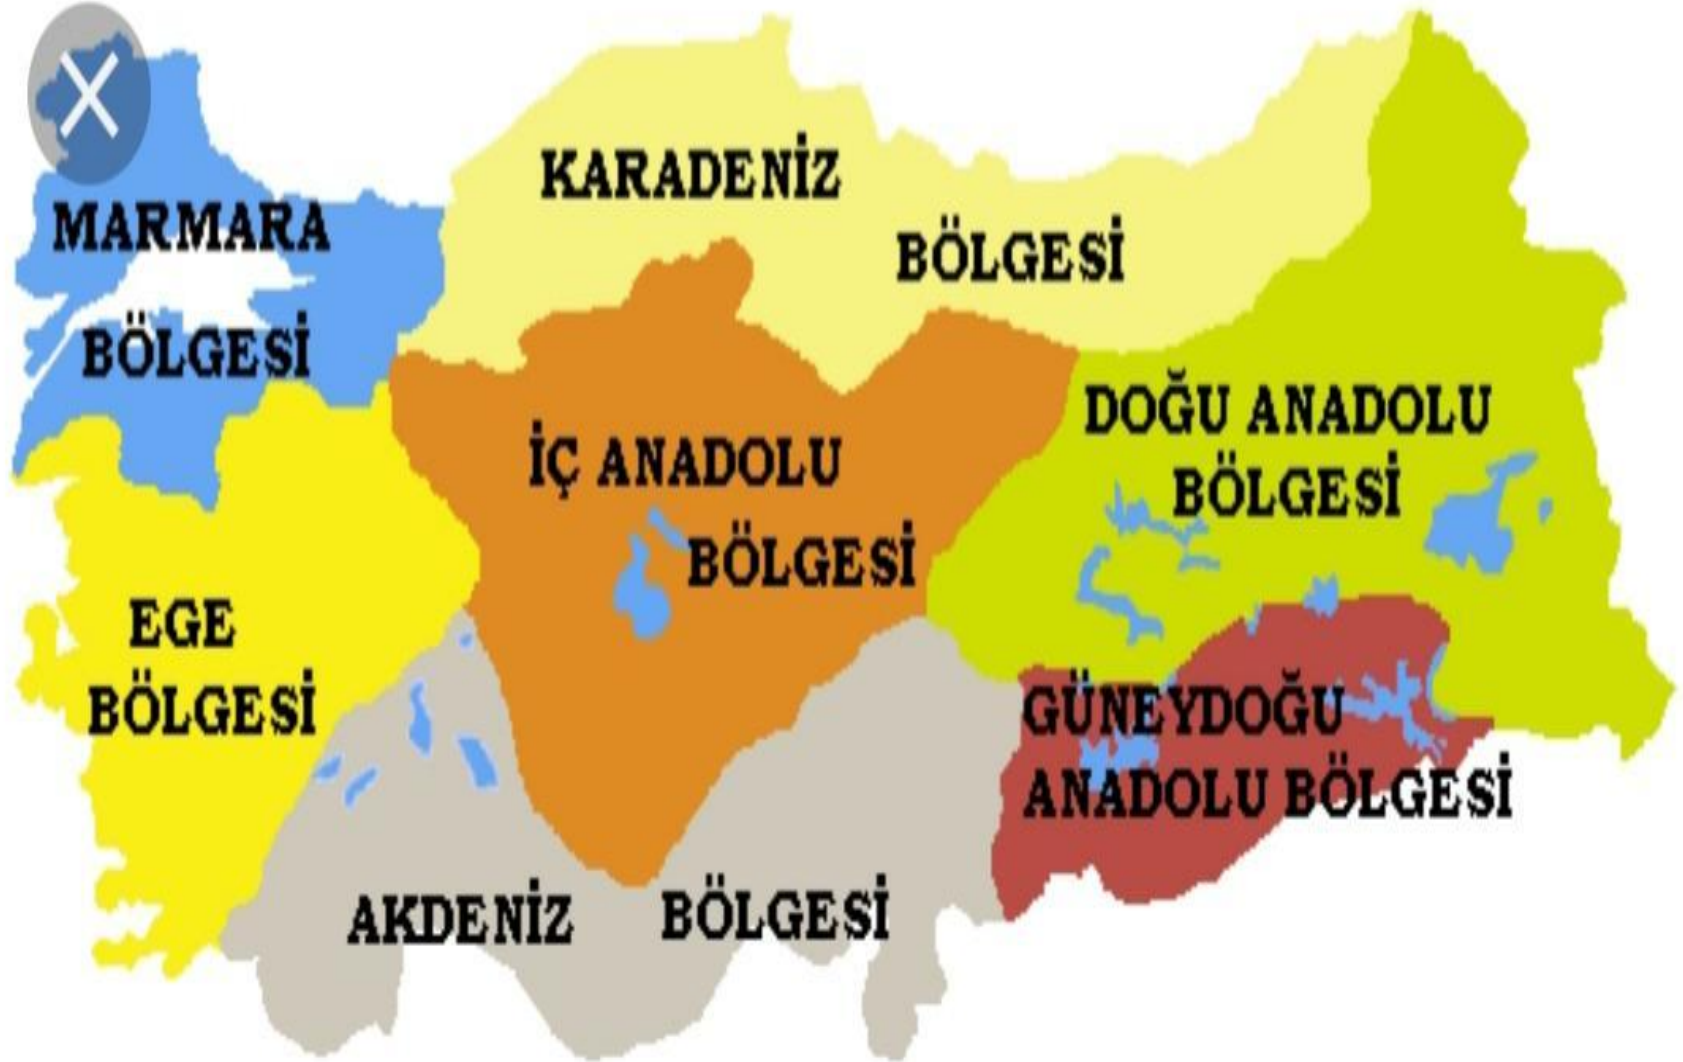 KARADENİZ
BÖLGESİ
MARMARA
BÖLGESİ
İÇ ANADOLU
BÖLGESİ
DOĞU ANADOLU
BÖLGESİ
EGE
BÖLGESİ
GÜNEYDOĞU
ANADOLU BÖLGESİ
AKDENİZ BÖLGESİ